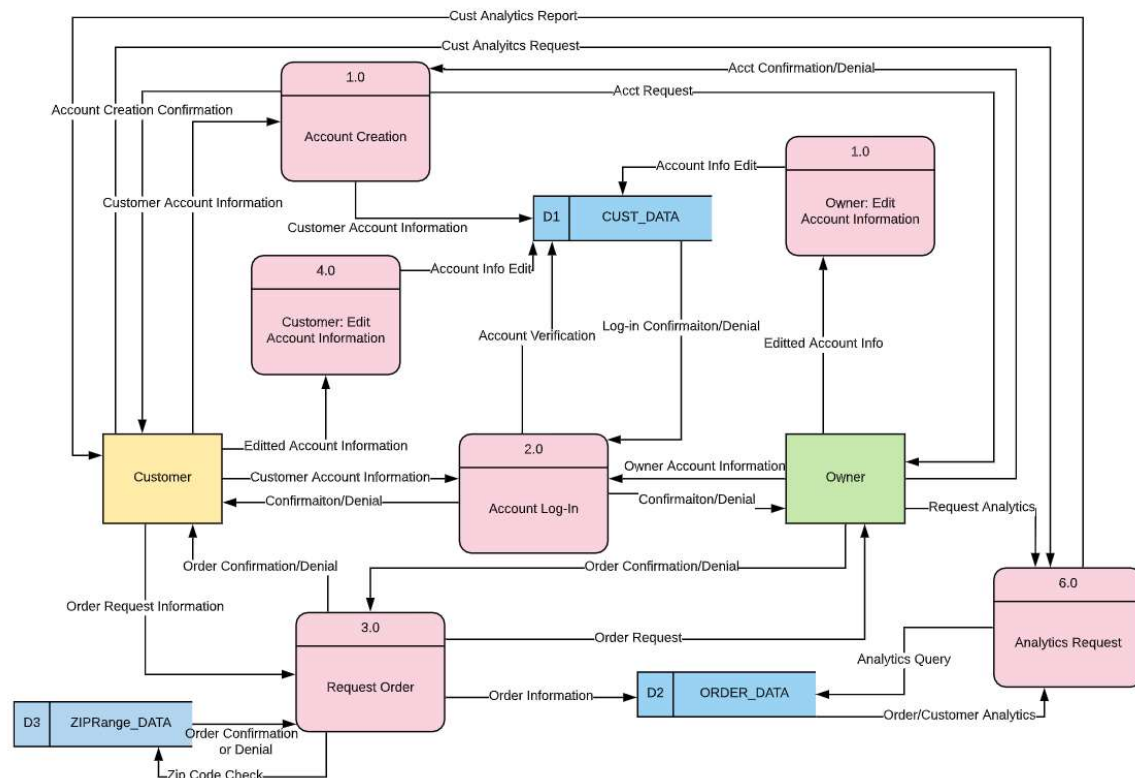 Cust Analytics Report
Cust Analyitcs Request
Acct Confirmation/Denial
1.0
Acct Request
Account Creation Confirmation
Account Creation
1.0
Account Info Edit
Customer Account Information
Owner: Edit
Account Information
D1 CUST_DATA
Customer Account Information
4.0
Account Info Edit
Customer: Edit
Account Information
Account Verification
Log-in Confirmaiton/Denial
Editted Account Info
Editted Account Information
2.0
Customer
Customer Account Information
Owner Account Information
Owner
Confirmaiton/Denial
Account Log-In
Confirmaiton/Denial
Request Analytics
Order Confirmation/Denial
Order Confirmation/Denial
6.0
Order Request Information
3.0
Order Request
Analytics Request
Analytics Query
Request Order
Order Information
D2 ORDER_DATA
Order/Customer Analytics
D3 ZIPRange_DATA
Order Confirmation
or Denial
Zip Code Check